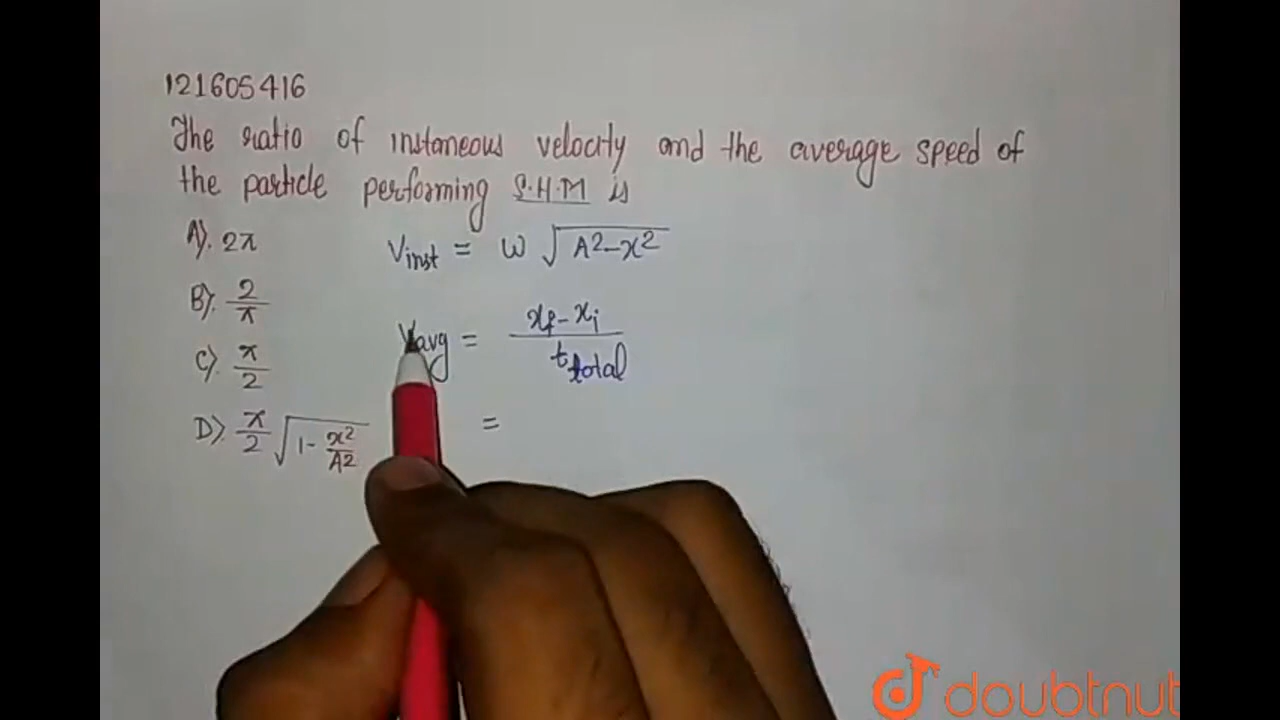 121605416
The ratio of instaneous velocity and the average speed of
the particle performing S.H.M is
A). 2π
B). 2/π
C). π/2
D). π/2 √(1 - x²/A²)
Vinst = ω √(A² - x²)
Vavg = (xf - xi)/ttotal
=
doubtnut